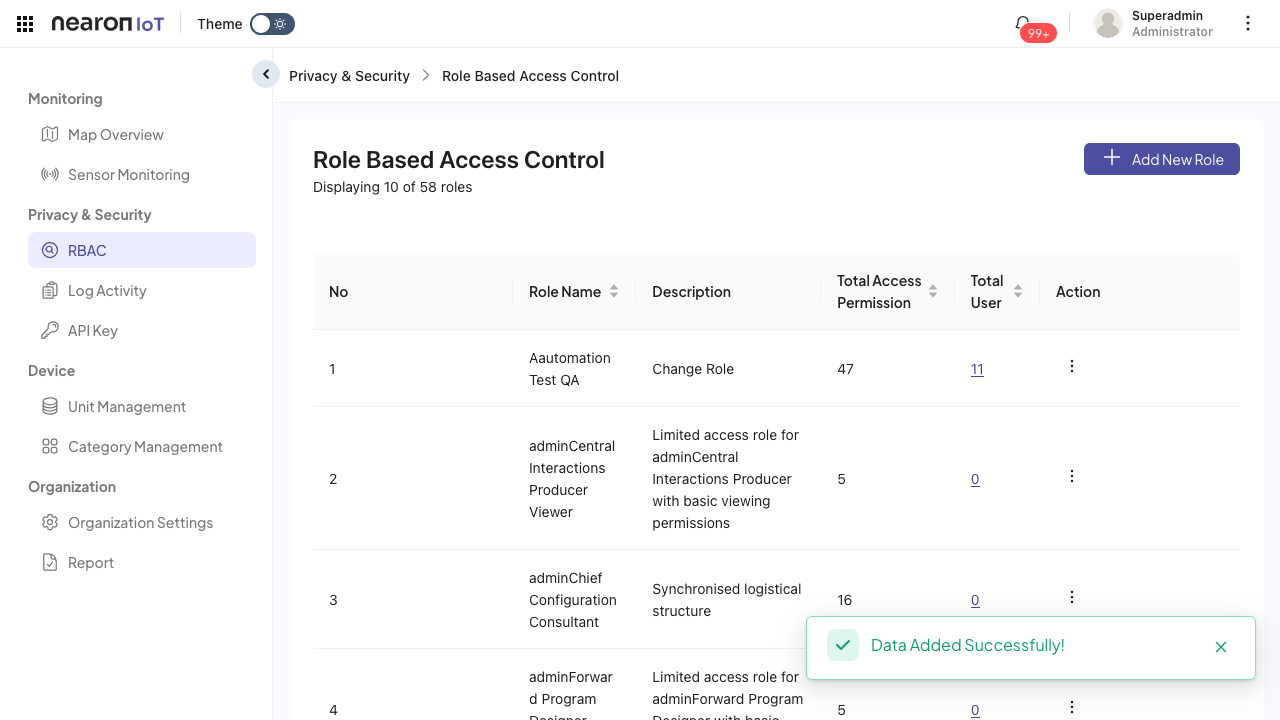 nearon IoT
Theme
99+
Superadmin
Administrator
Privacy & Security
Role Based Access Control
Monitoring
Map Overview
Sensor Monitoring
Privacy & Security
RBAC
Log Activity
API Key
Device
Unit Management
Category Management
Organization
Organization Settings
Report
Role Based Access Control
Displaying 10 of 58 roles
Add New Role
No
Role Name
Description
Total Access
Permission
Total
User
Action
1
Aautomation
Test QA
Change Role
47
11
2
adminCentral
Interactions
Producer
Viewer
Limited access role for
adminCentral
Interactions Producer
with basic viewing
permissions
5
0
3
adminChief
Configuration
Consultant
Synchronised logistical
structure
16
0
4
adminForwar
d Program
Designer
Limited access role for
adminForward Program
Designer with basic
5
0
Data Added Successfully!